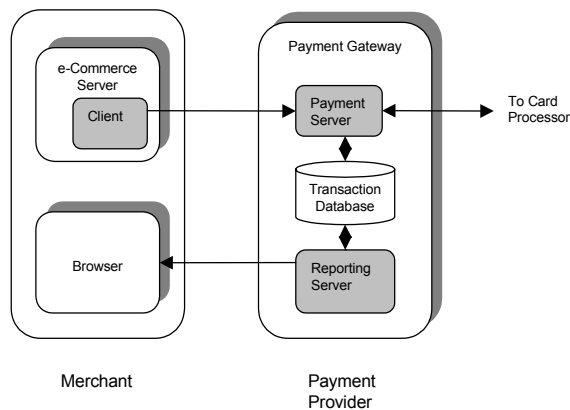 e-Commerce
Server
Client
Browser
Merchant
Payment Gateway
Payment
Server
Transaction
Database
Reporting
Server
Payment
Provider
To Card
Processor